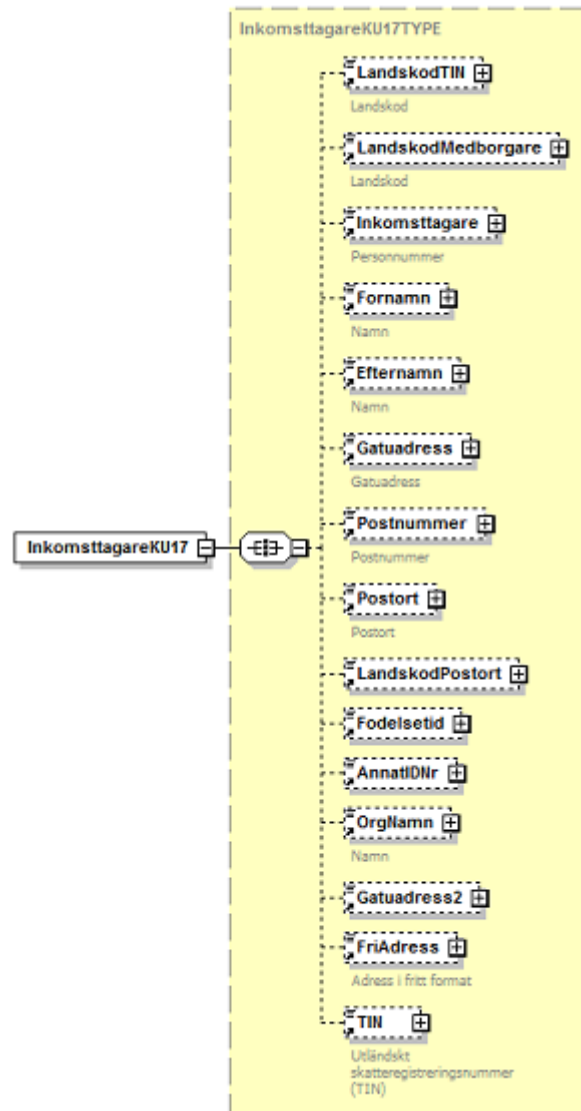 InkomsttagareKU17TYPE
LandskodTIN
Landskod
LandskodMedborgare
Landskod
Inkomsttagare
Personnummer
Fornamn
Namn
Efternamn
Namn
Gatuadress
Gatuadress
InkomsttagareKU17
Postnummer
Postnummer
Postort
Postort
LandskodPostort
Fodelsetid
AnnatIDNr
OrgNamn
Namn
Gatuadress2
FriAdress
Adress i fritt format
TIN
Utländskt
skatteregistreringsnummer
(TIN)